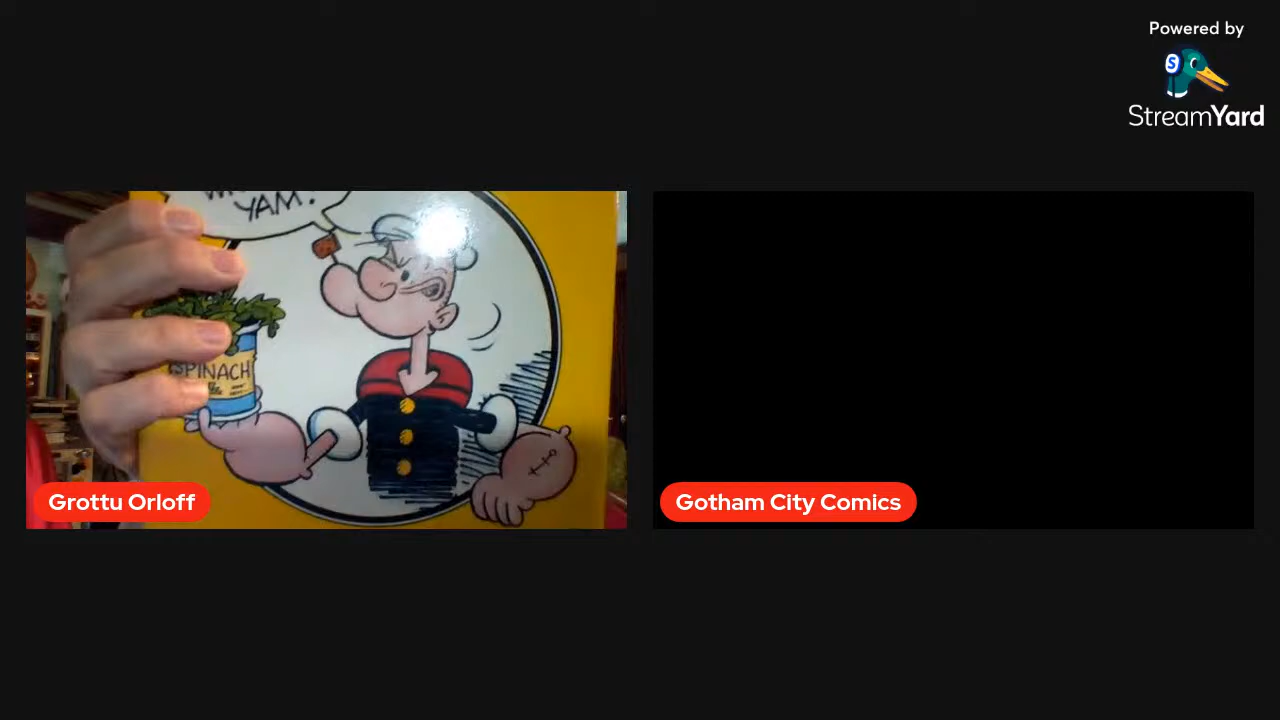 Powered by
S
StreamYard
YAM!
SPINACH
Grottu Orloff
Gotham City Comics